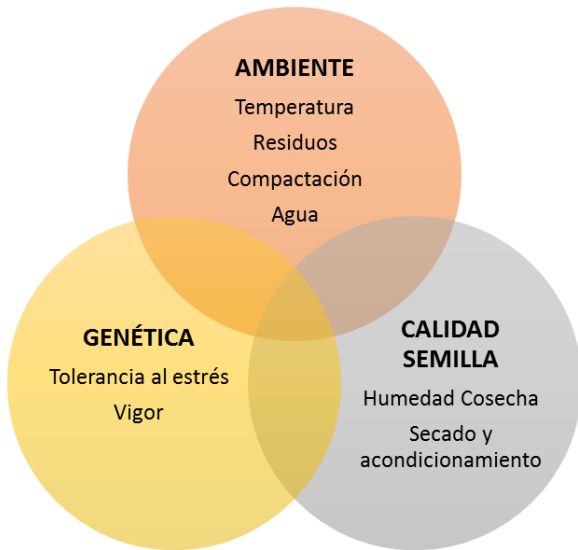 AMBIENTE
Temperatura
Residuos
Compactación
Agua
GENÉTICA
Tolerancia al estrés
Vigor
CALIDAD
SEMILLA
Humedad Cosecha
Secado y
acondicionamiento